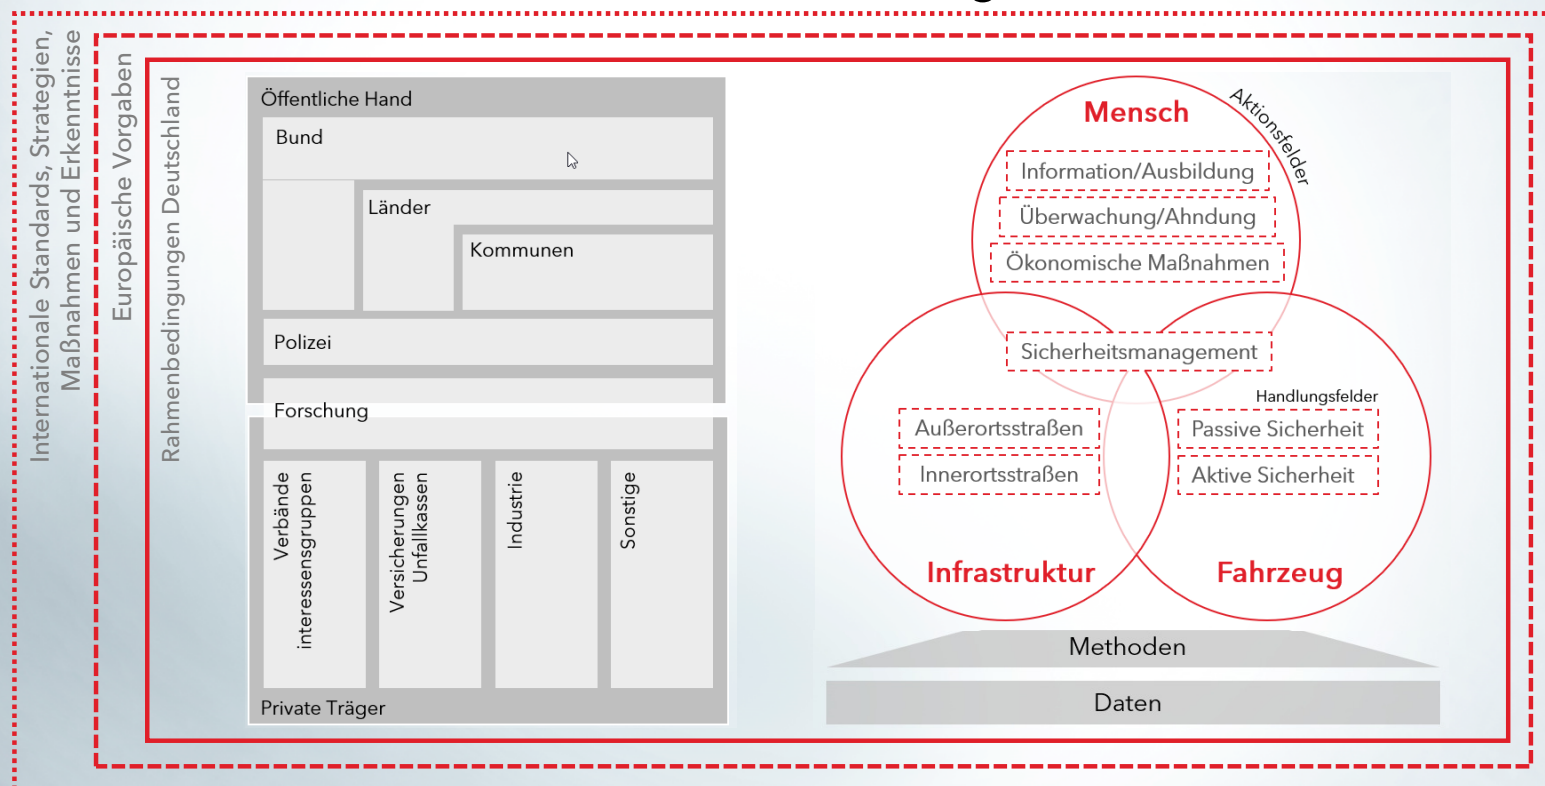 Internationale Standards, Strategien,
Maßnahmen und Erkenntnisse
Europäische Vorgaben
Rahmenbedingungen Deutschland
Öffentliche Hand
Bund
Länder
Kommunen
Polizei
Forschung
Verbände
interessensgruppen
Versicherungen
Unfallkassen
Industrie
Sonstige
Private Träger
Aktionsfelder
Mensch
Information/Ausbildung
Überwachung/Ahndung
Ökonomische Maßnahmen
Sicherheitsmanagement
Handlungsfelder
Außerortsstraßen
Innerortsstraßen
Passive Sicherheit
Aktive Sicherheit
Infrastruktur
Fahrzeug
Methoden
Daten